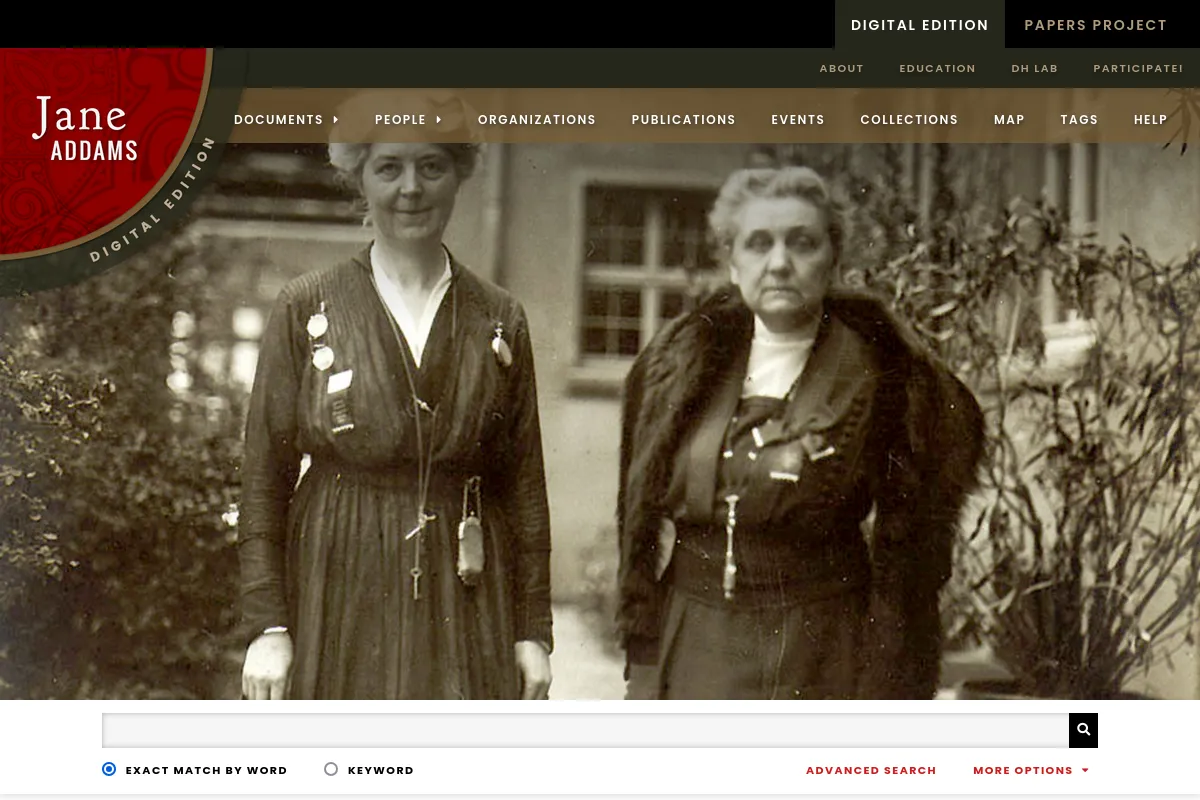 DIGITAL EDITION PAPERS PROJECT
ABOUT EDUCATION DH LAB PARTICIPATE!
Jane
ADDAMS
DIGITAL EDITION
DOCUMENTS PEOPLE ORGANIZATIONS PUBLICATIONS EVENTS COLLECTIONS MAP TAGS HELP
EXACT MATCH BY WORD KEYWORD ADVANCED SEARCH MORE OPTIONS